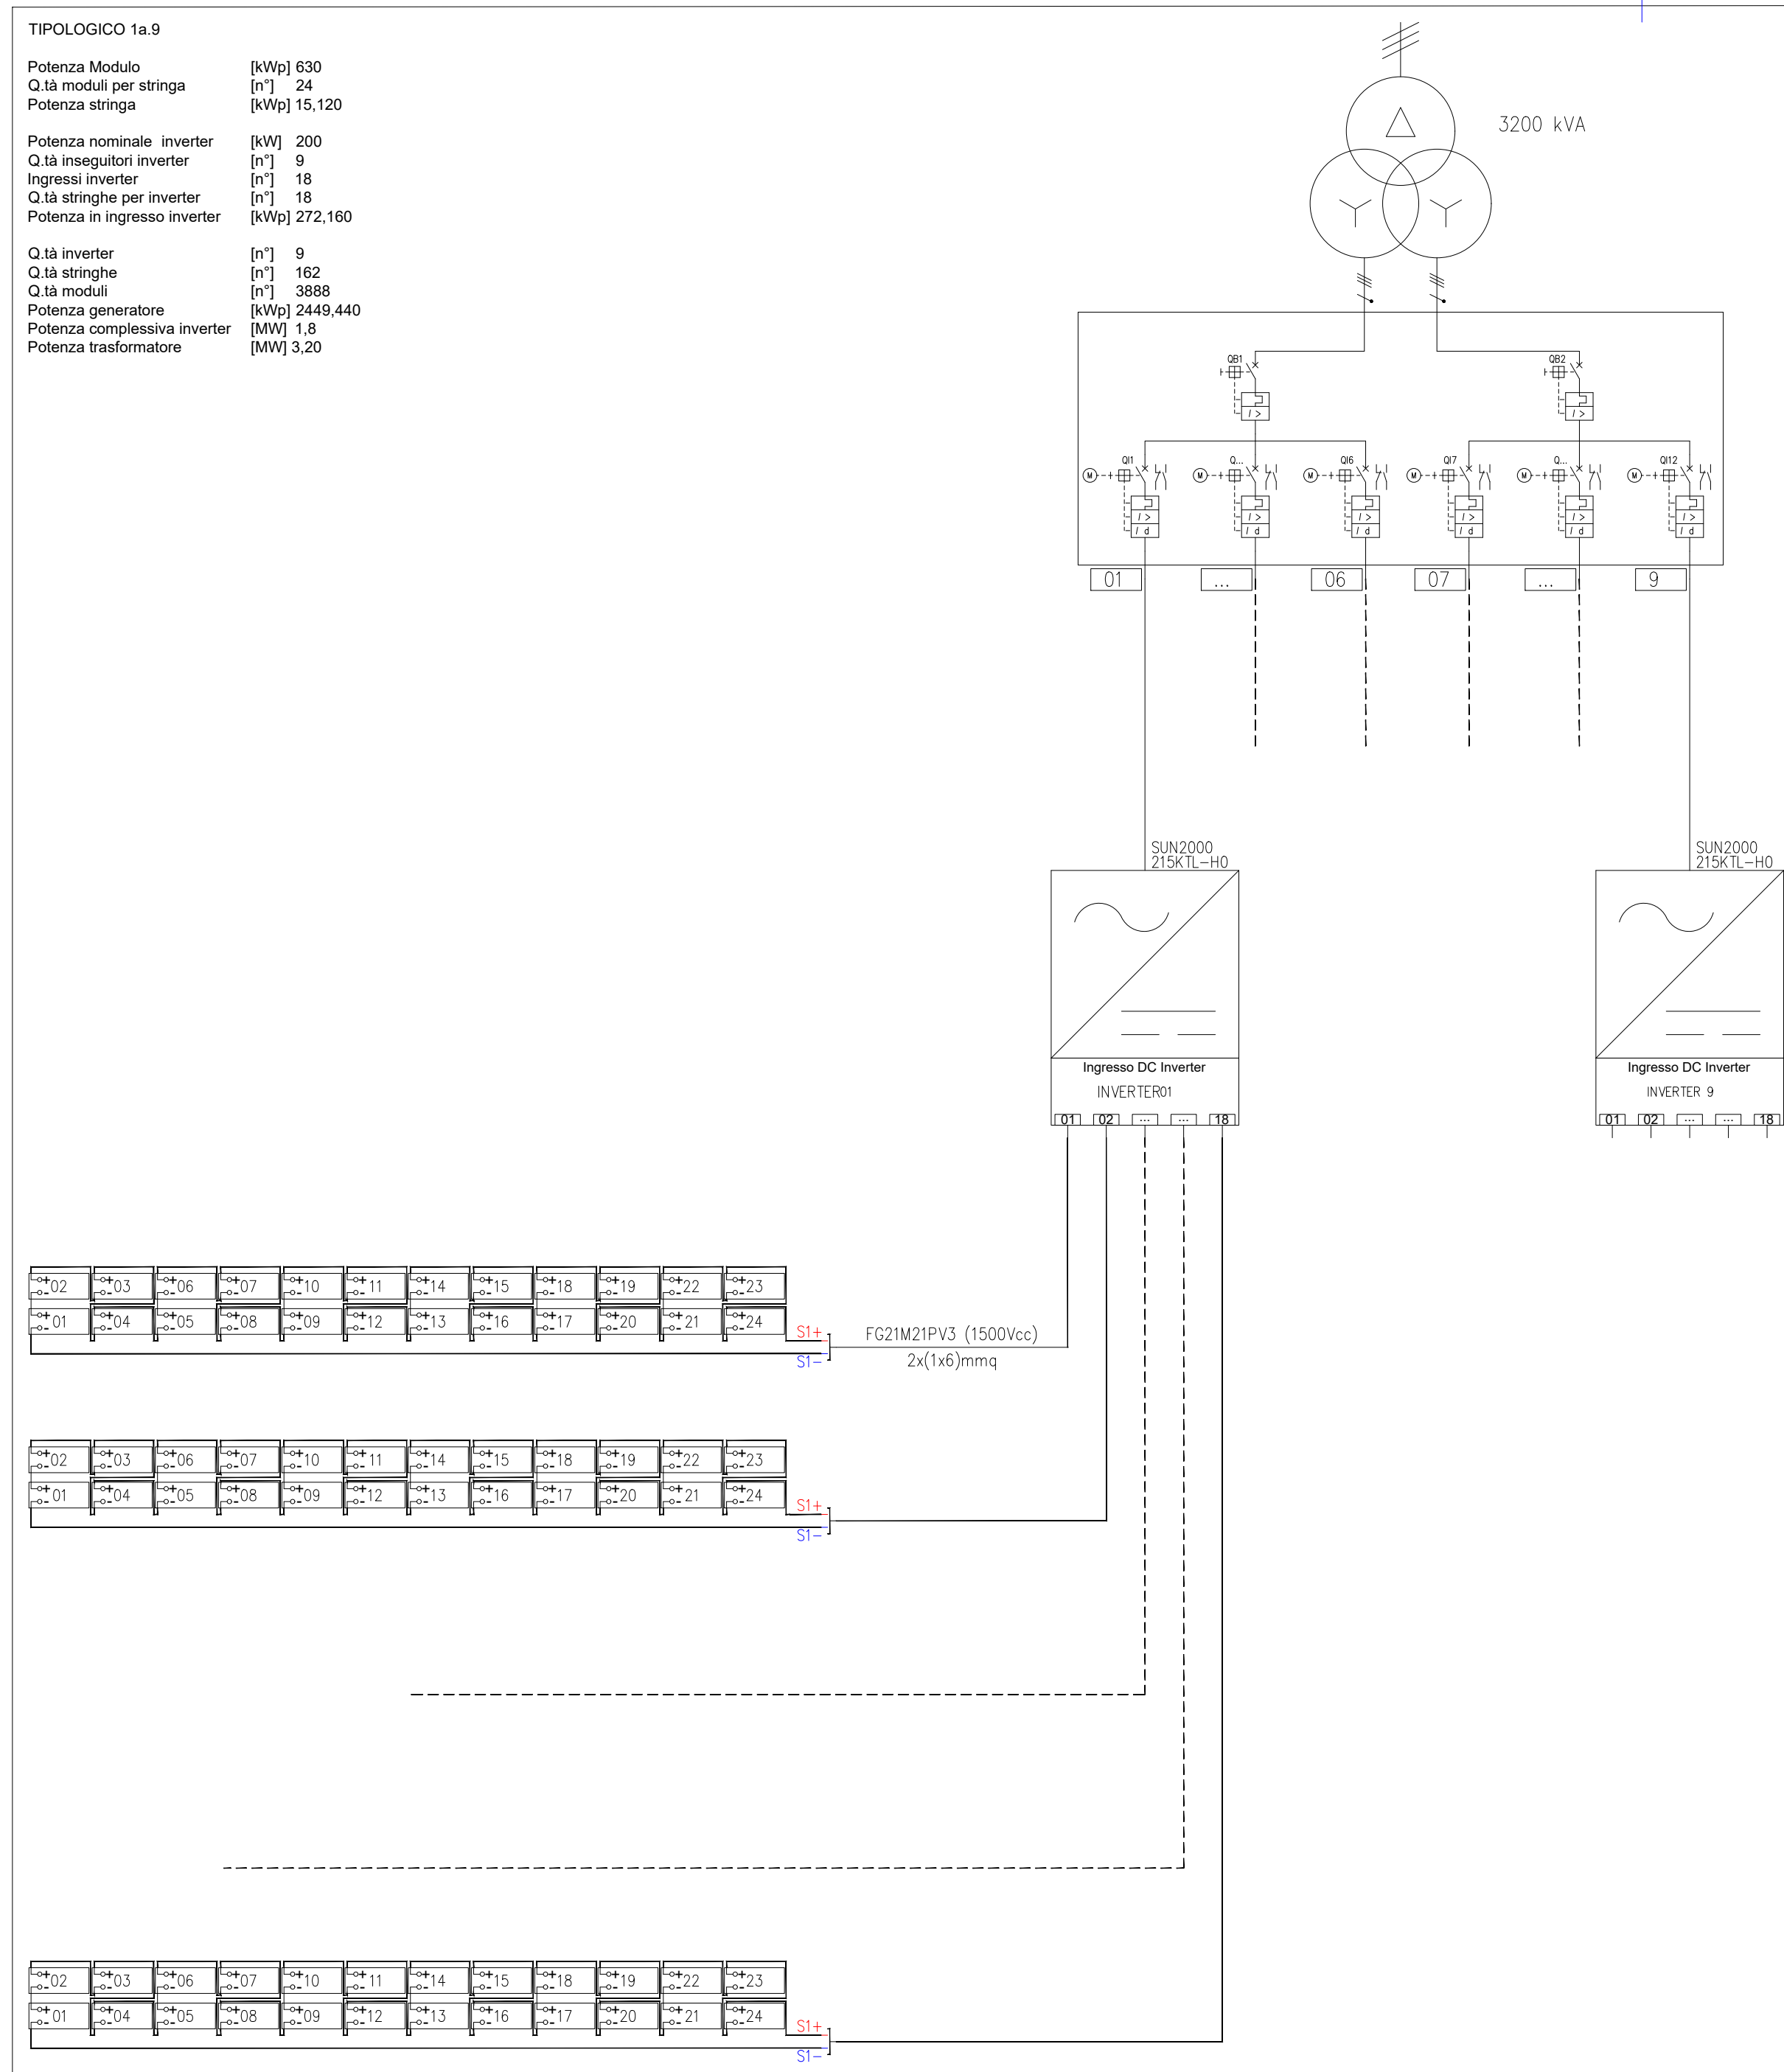 TIPOLOGICO 1a.9
Potenza Modulo [kWp] 630
Q.tà moduli per stringa [n°] 24
Potenza stringa [kWp] 15,120
Potenza nominale inverter [kW] 200
Q.tà inseguitori inverter [n°] 9
Ingressi inverter [n°] 18
Q.tà stringhe per inverter [n°] 18
Potenza in ingresso inverter [kWp] 272,160
Q.tà inverter [n°] 9
Q.tà stringhe [n°] 162
Q.tà moduli [n°] 3888
Potenza generatore [kWp] 2449,440
Potenza complessiva inverter [MW] 1,8
Potenza trasformatore [MW] 3,20
3200 kVA
QB1 QB2
I > I >
QI1 Q... QI6 QI7 Q... QI12
M M M M M M
I > I > I > I > I > I >
I d I d I d I d I d I d
01 ... 06 07 ... 9
SUN2000 SUN2000
215KTL-H0 215KTL-H0
Ingresso DC Inverter Ingresso DC Inverter
INVERTER01 INVERTER 9
01 02 ... ... 18 01 02 ... ... 18
+02 +03 +06 +07 +10 +11 +14 +15 +18 +19 +22 +23
- - - - - - - - - - - -
+01 +04 +05 +08 +09 +12 +13 +16 +17 +20 +21 +24
- - - - - - - - - - - -
S1+ FG21M21PV3 (1500Vcc)
S1- 2x(1x6)mmq
+02 +03 +06 +07 +10 +11 +14 +15 +18 +19 +22 +23
- - - - - - - - - - - -
+01 +04 +05 +08 +09 +12 +13 +16 +17 +20 +21 +24
- - - - - - - - - - - -
S1+
S1-
+02 +03 +06 +07 +10 +11 +14 +15 +18 +19 +22 +23
- - - - - - - - - - - -
+01 +04 +05 +08 +09 +12 +13 +16 +17 +20 +21 +24
- - - - - - - - - - - -
S1+
S1-